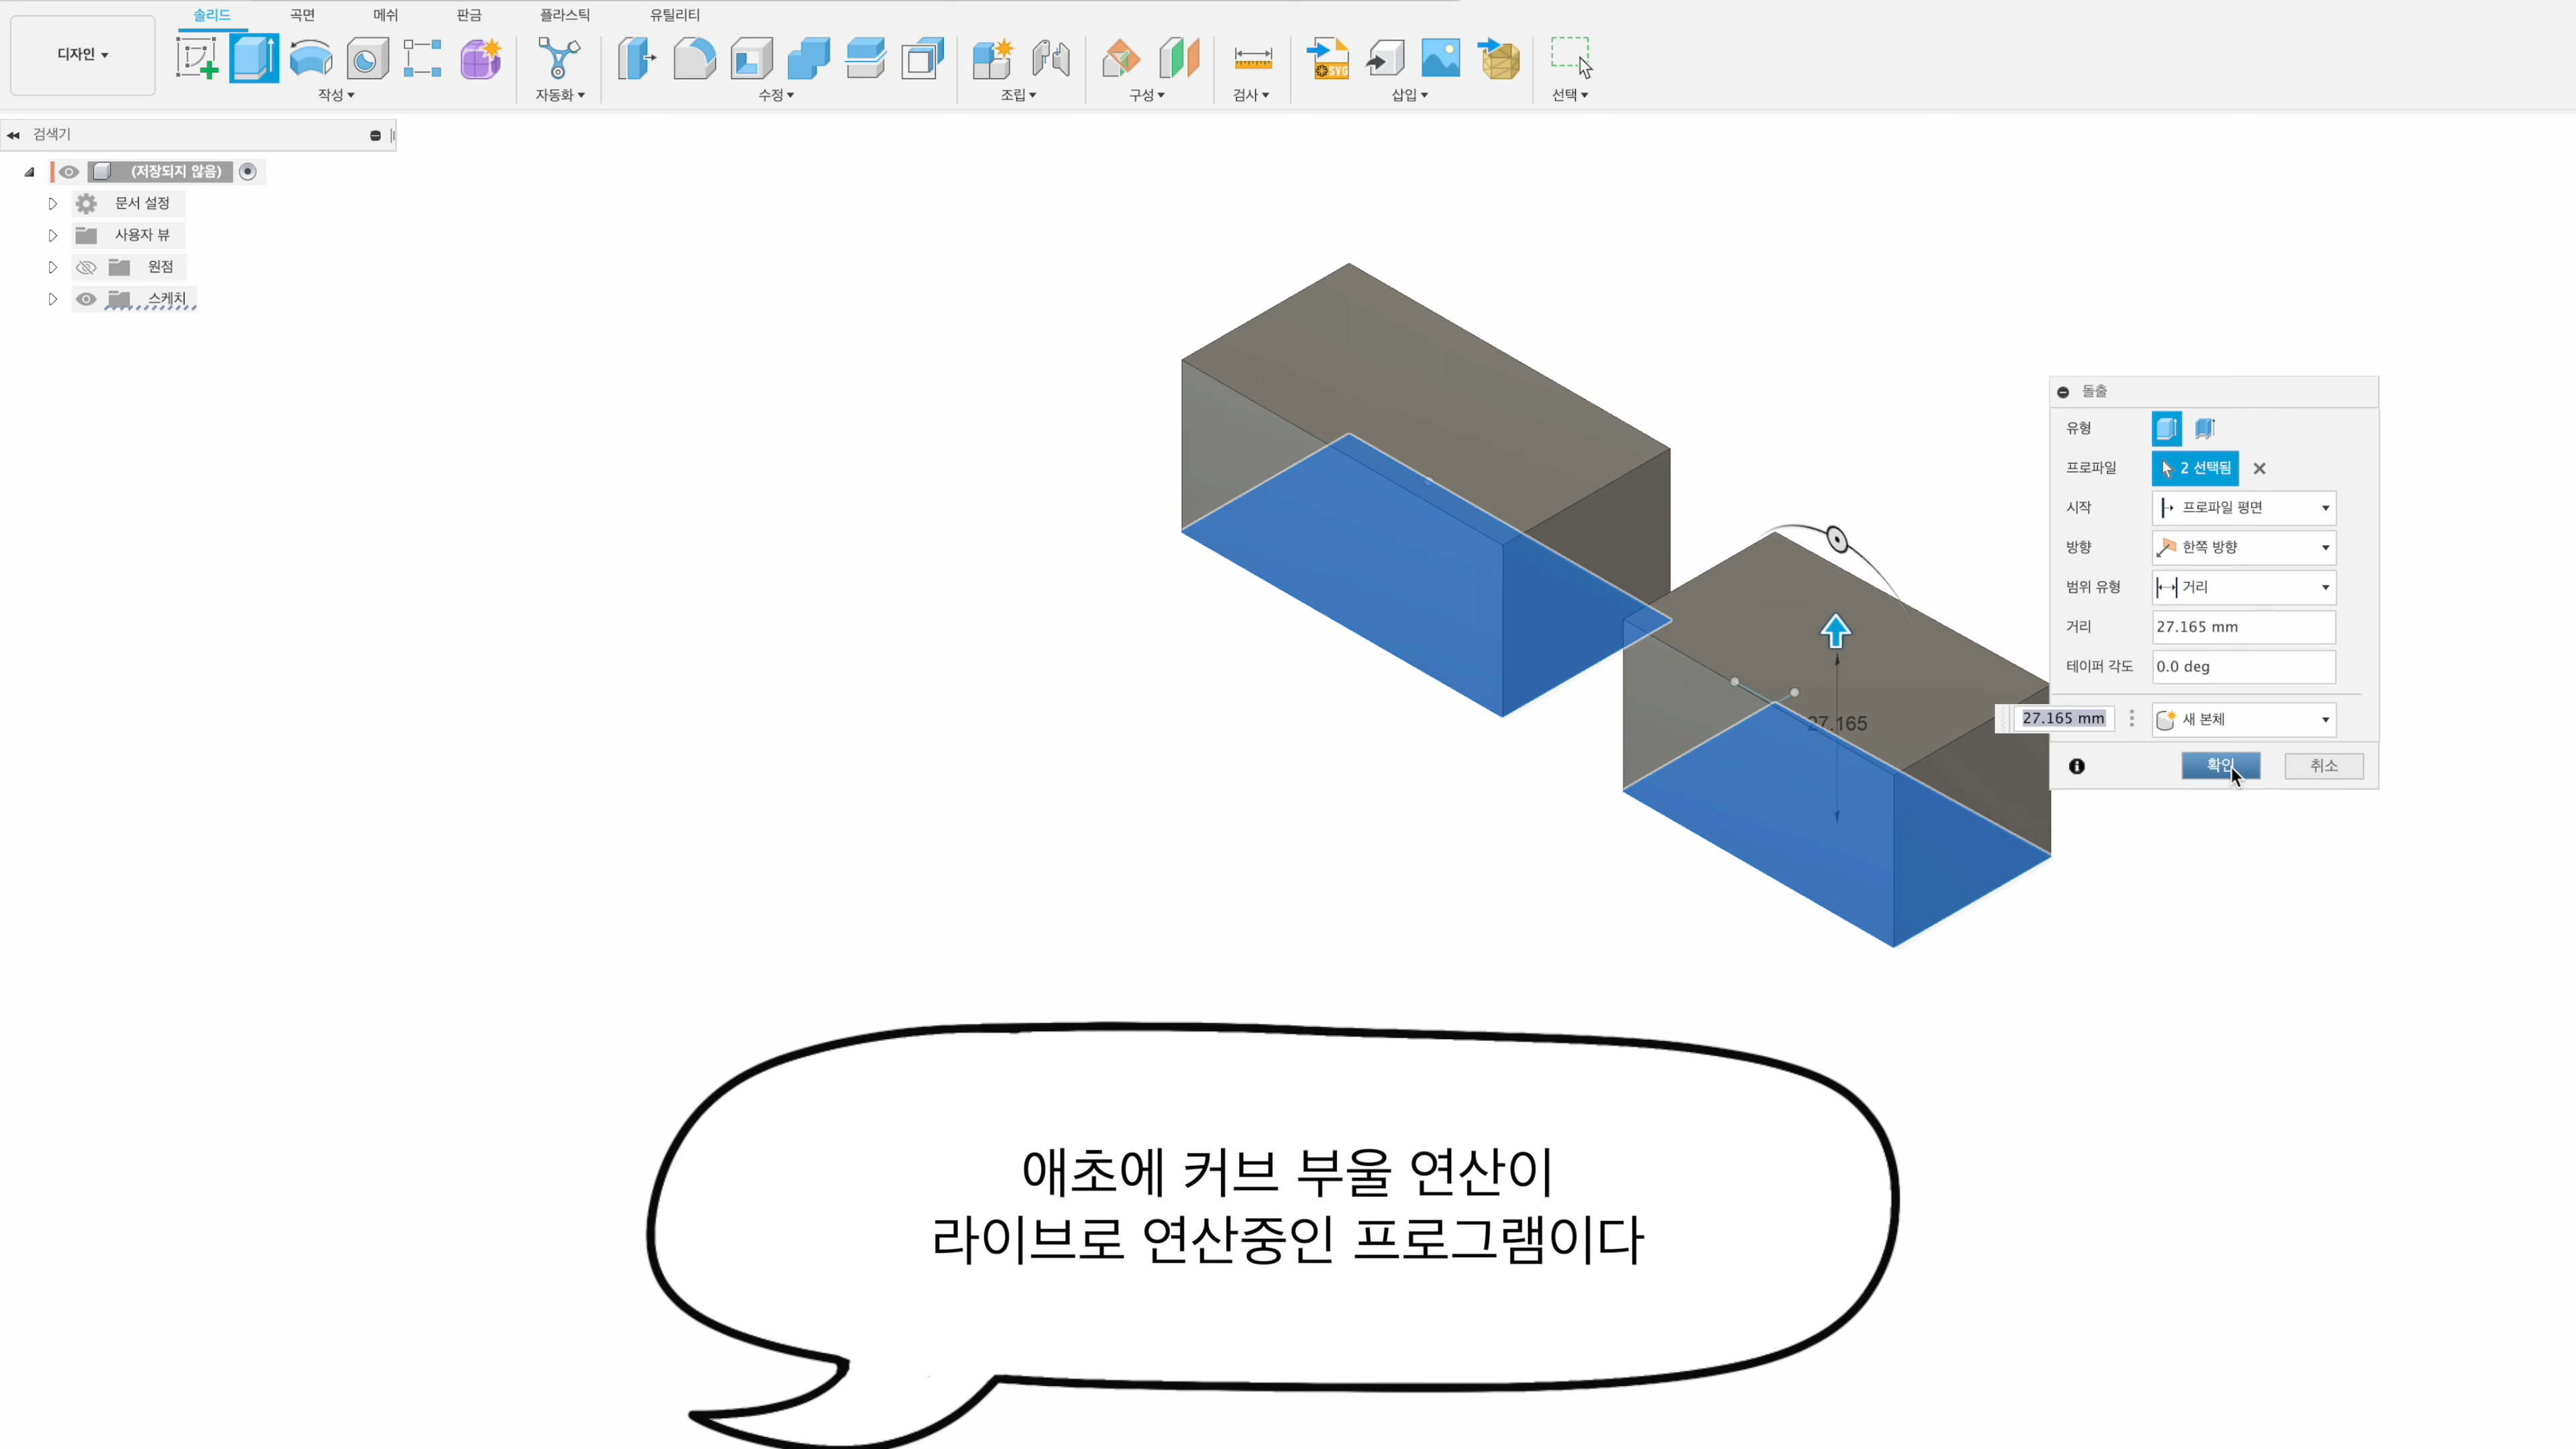 솔리드 곡면 메쉬 판금 플라스틱 유틸리티
디자인
SVG
작성 자동화 수정 조립 구성 검사 삽입 선택
검색기
(저장되지 않음)
문서 설정
사용자 뷰
원점
스케치
돌출
유형
프로파일 2 선택됨
시작 프로파일 평면
방향 한쪽 방향
범위 유형 거리
거리 27.165 mm
테이퍼 각도 0.0 deg
27.165
27.165 mm 새 본체
확인 취소
애초에 커브 부울 연산이
라이브로 연산중인 프로그램이다